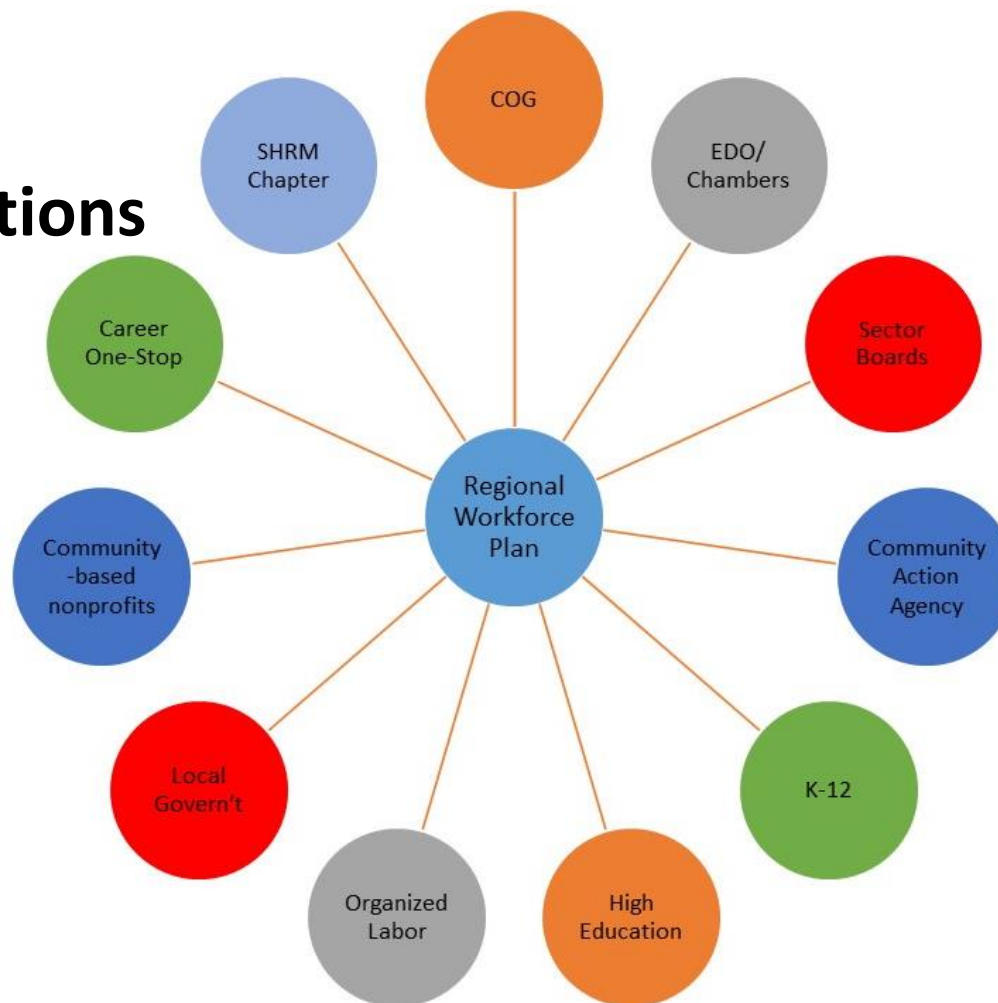 tions
COG
SHRM
Chapter
EDO/
Chambers
Career
One-Stop
Sector
Boards
Regional
Workforce
Plan
Community
-based
nonprofits
Community
Action
Agency
Local
Govern't
K-12
Organized
Labor
High
Education